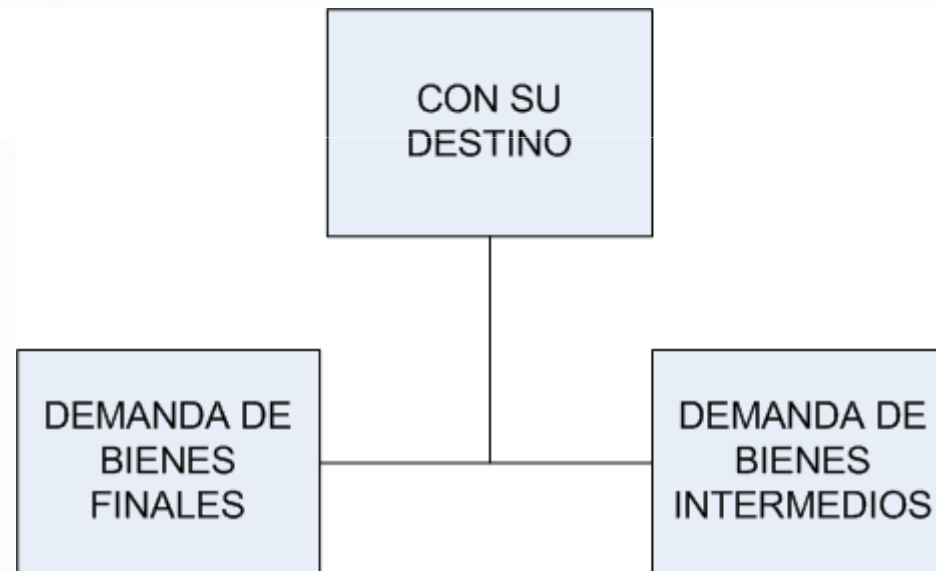 CON SU
DESTINO
DEMANDA DE
BIENES
FINALES
DEMANDA DE
BIENES
INTERMEDIOS